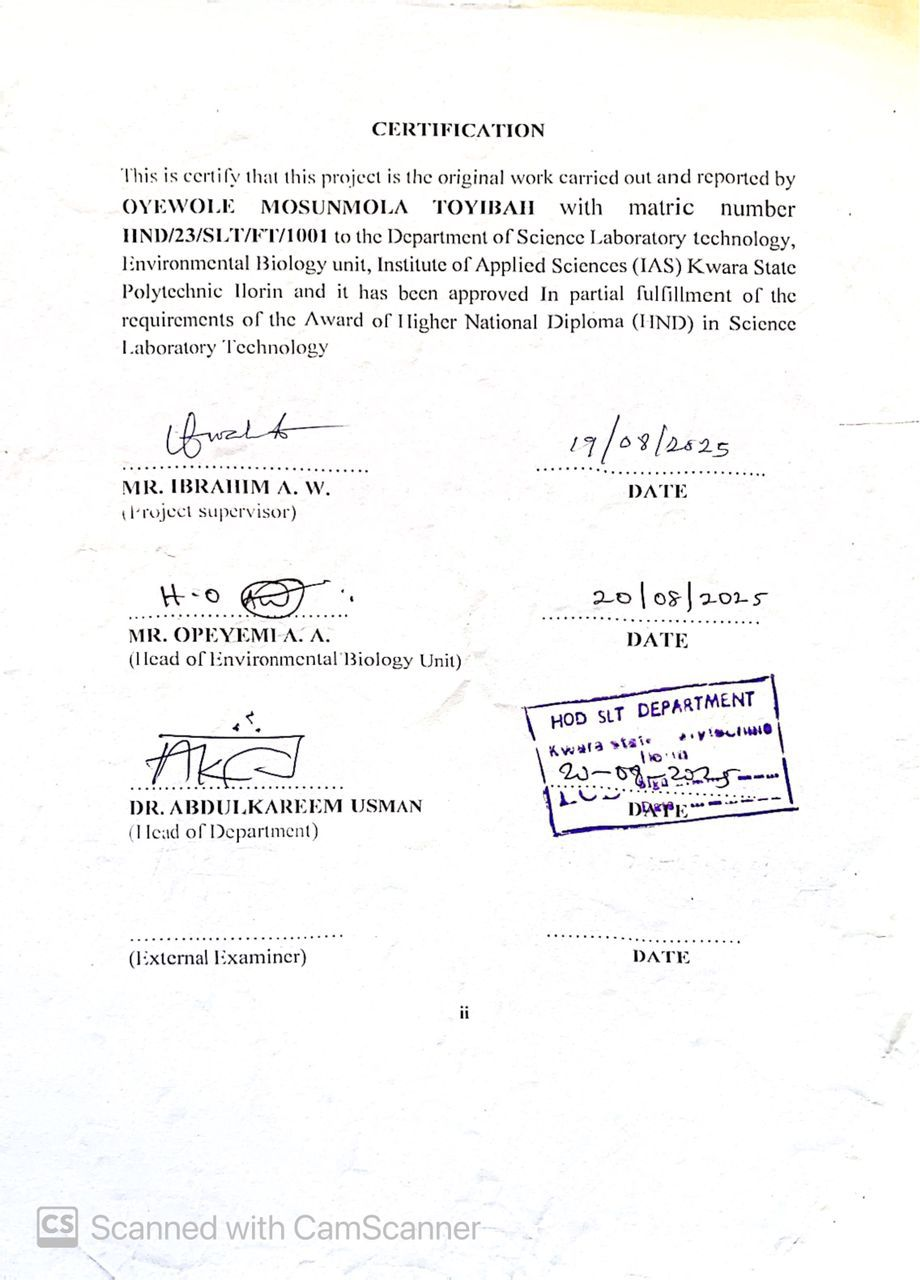 CERTIFICATION
This is certify that this project is the original work carried out and reported by
OYEWOLE MOSUNMOLA TOYIBAH with matric number
HND/23/SLT/FT/1001 to the Department of Science Laboratory technology,
Environmental Biology unit, Institute of Applied Sciences (IAS) Kwara State
Polytechnic Ilorin and it has been approved In partial fulfillment of the
requirements of the Award of Higher National Diploma (HND) in Science
Laboratory Technology
19/08/2025
MR. IBRAHIM A. W.
DATE
(Project supervisor)
H-O
20/08/2025
MR. OPEYEMI A. A.
DATE
(Head of Environmental Biology Unit)
HOD SLT DEPARTMENT
Kwara State
20-08-2025
DR. ABDULKAREEM USMAN
DATE
(Head of Department)
(External Examiner)
DATE
ii
CS Scanned with CamScanner